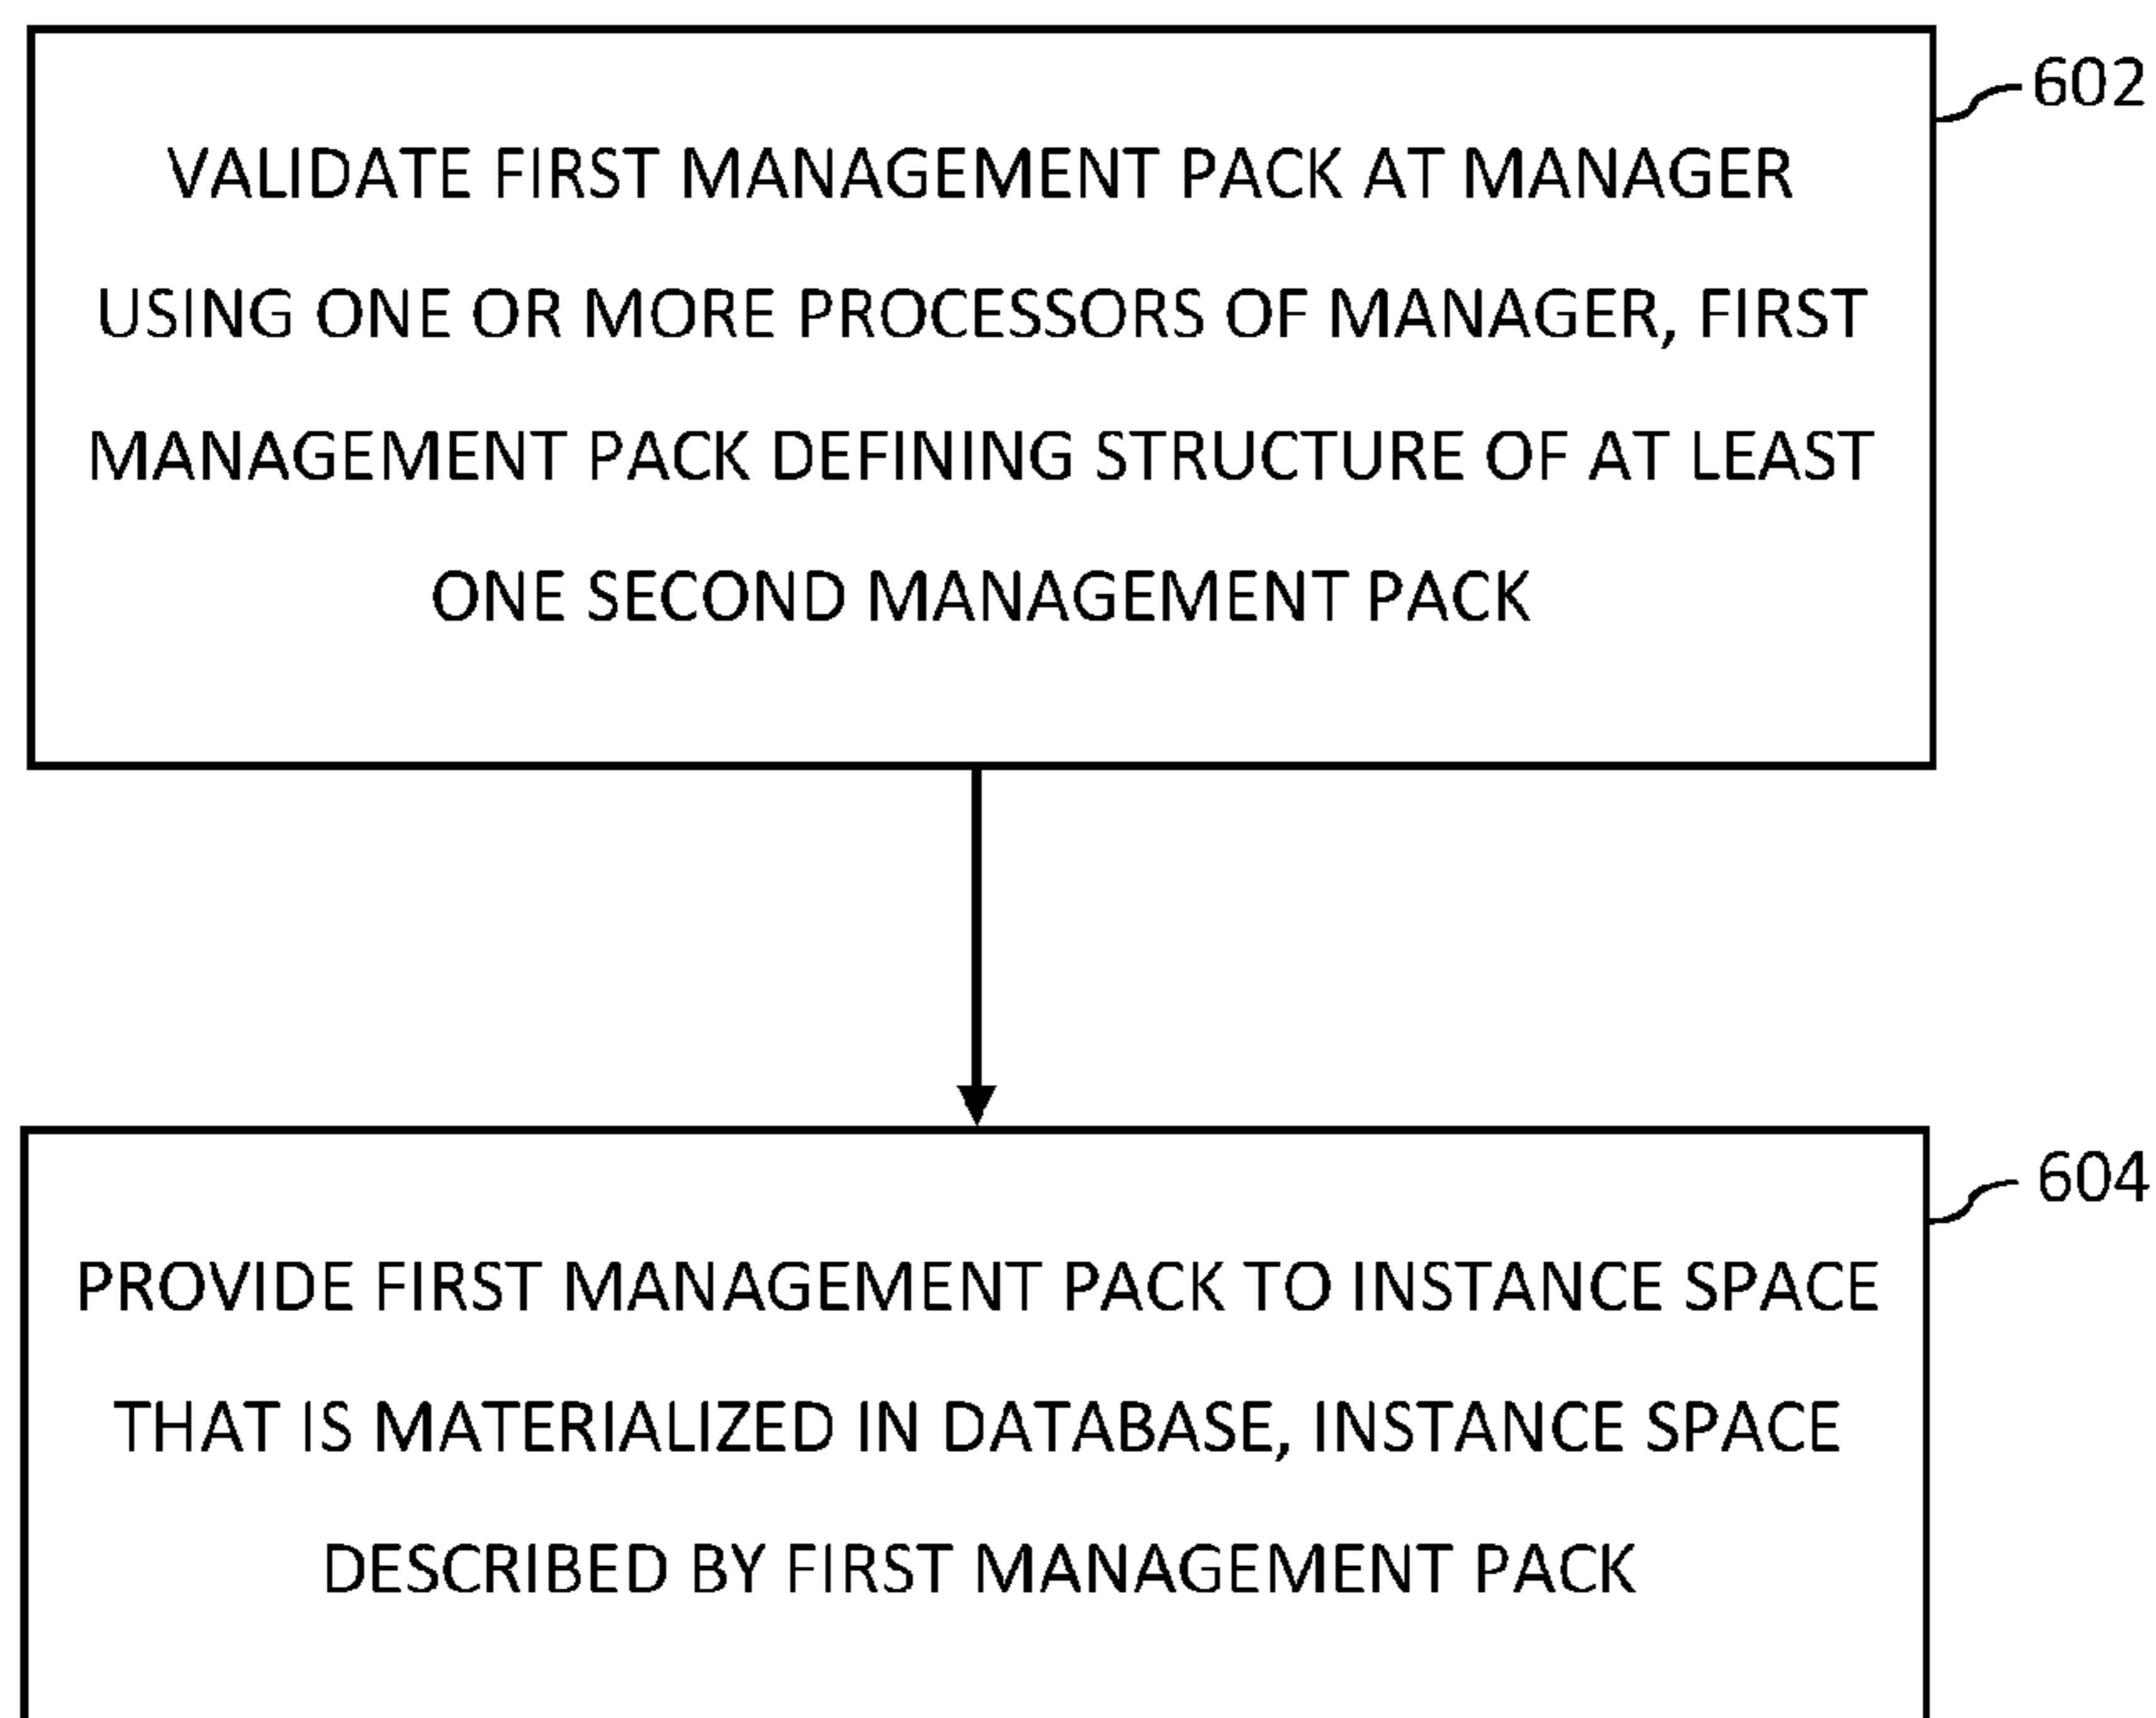 602
VALIDATE FIRST MANAGEMENT PACK AT MANAGER
USING ONE OR MORE PROCESSORS OF MANAGER, FIRST
MANAGEMENT PACK DEFINING STRUCTURE OF AT LEAST
ONE SECOND MANAGEMENT PACK
604
PROVIDE FIRST MANAGEMENT PACK TO INSTANCE SPACE
THAT IS MATERIALIZED IN DATABASE, INSTANCE SPACE
DESCRIBED BY FIRST MANAGEMENT PACK